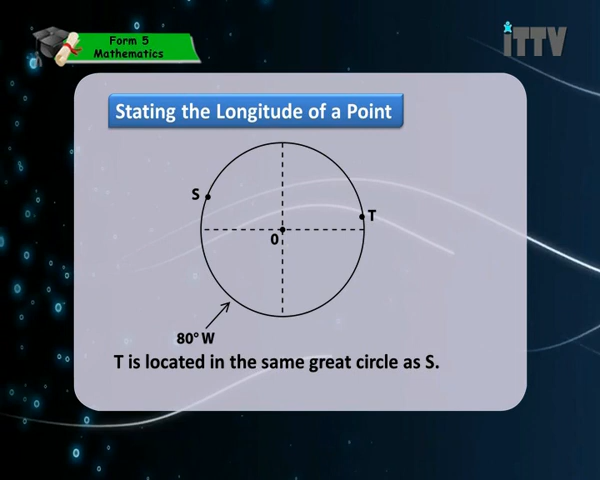 Form 5
Mathematics
iTTV
Stating the Longitude of a Point
S
T
0
80° W
T is located in the same great circle as S.